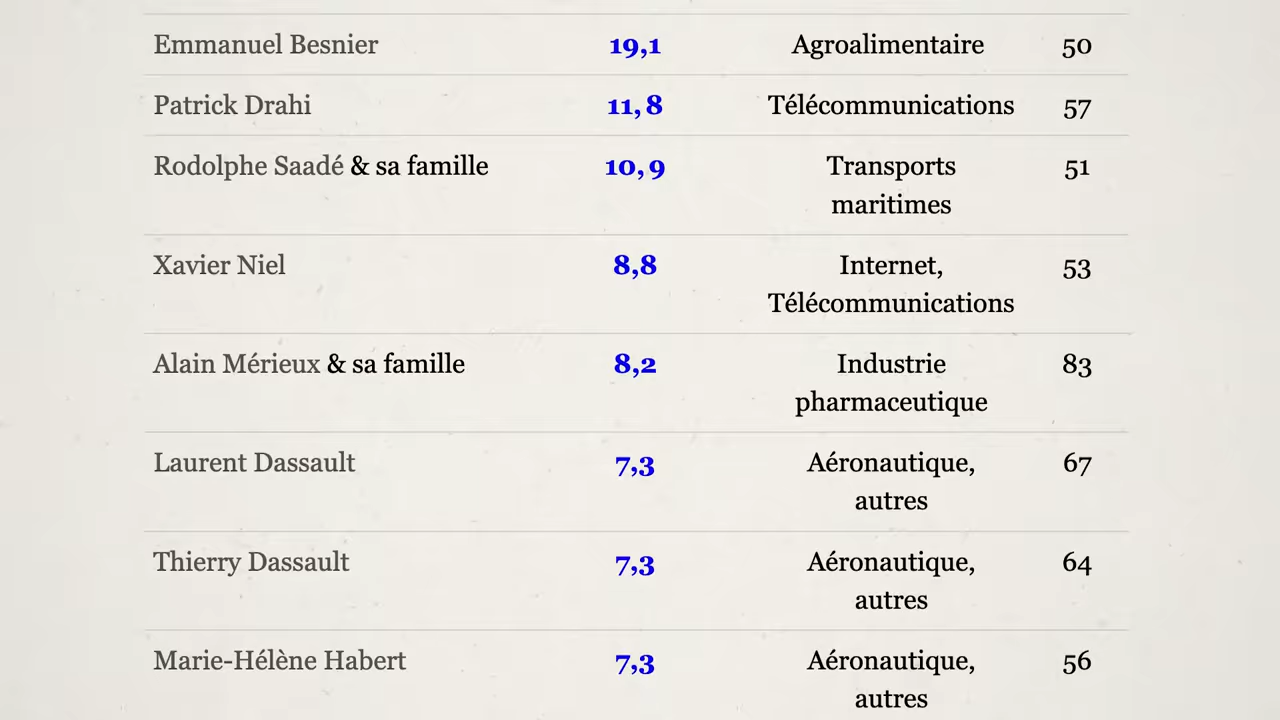 Emmanuel Besnier 19,1 Agroalimentaire 50
Patrick Drahi 11,8 Télécommunications 57
Rodolphe Saadé & sa famille 10,9 Transports 51
maritimes
Xavier Niel 8,8 Internet, 53
Télécommunications
Alain Mérieux & sa famille 8,2 Industrie 83
pharmaceutique
Laurent Dassault 7,3 Aéronautique, 67
autres
Thierry Dassault 7,3 Aéronautique, 64
autres
Marie-Hélène Habert 7,3 Aéronautique, 56
autres